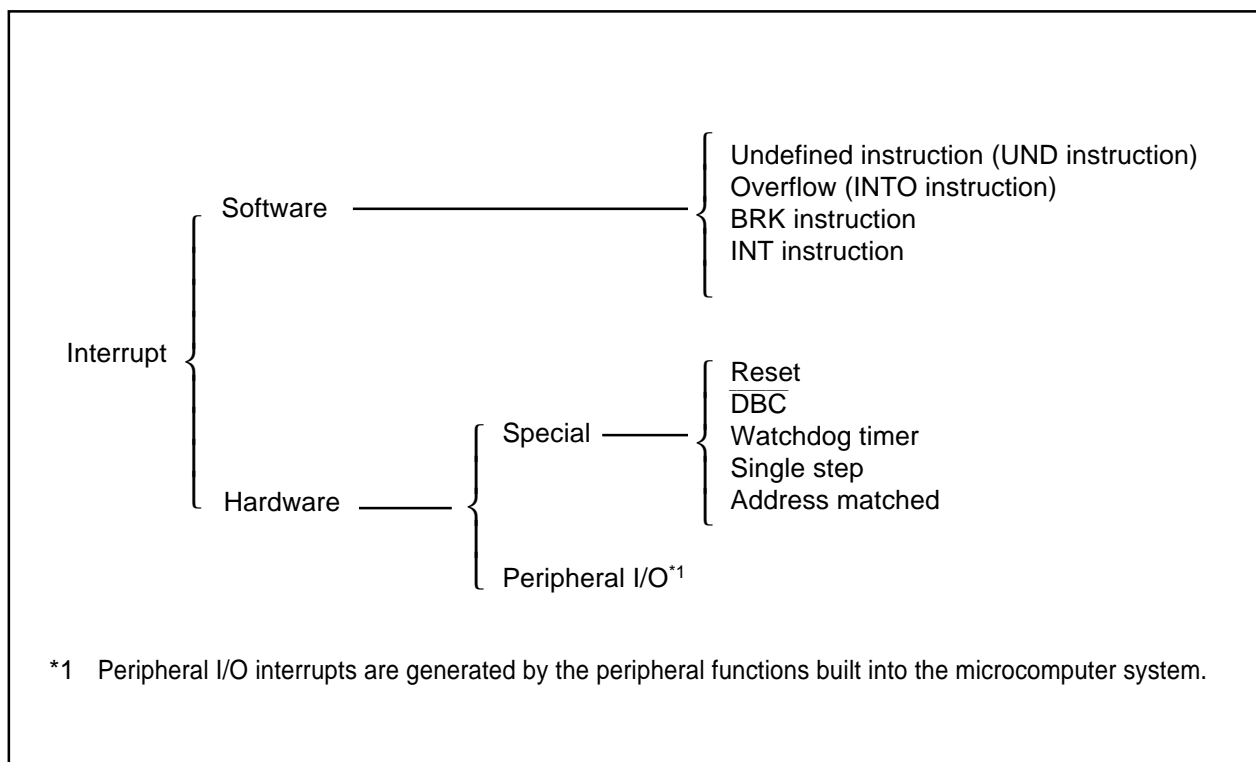 Undefined instruction (UND instruction)
Overflow (INTO instruction)
Software
BRK instruction
INT instruction
Interrupt
Reset
D̅B̅C̅
Special
Watchdog timer
Single step
Hardware
Address matched
Peripheral I/O*1
*1 Peripheral I/O interrupts are generated by the peripheral functions built into the microcomputer system.